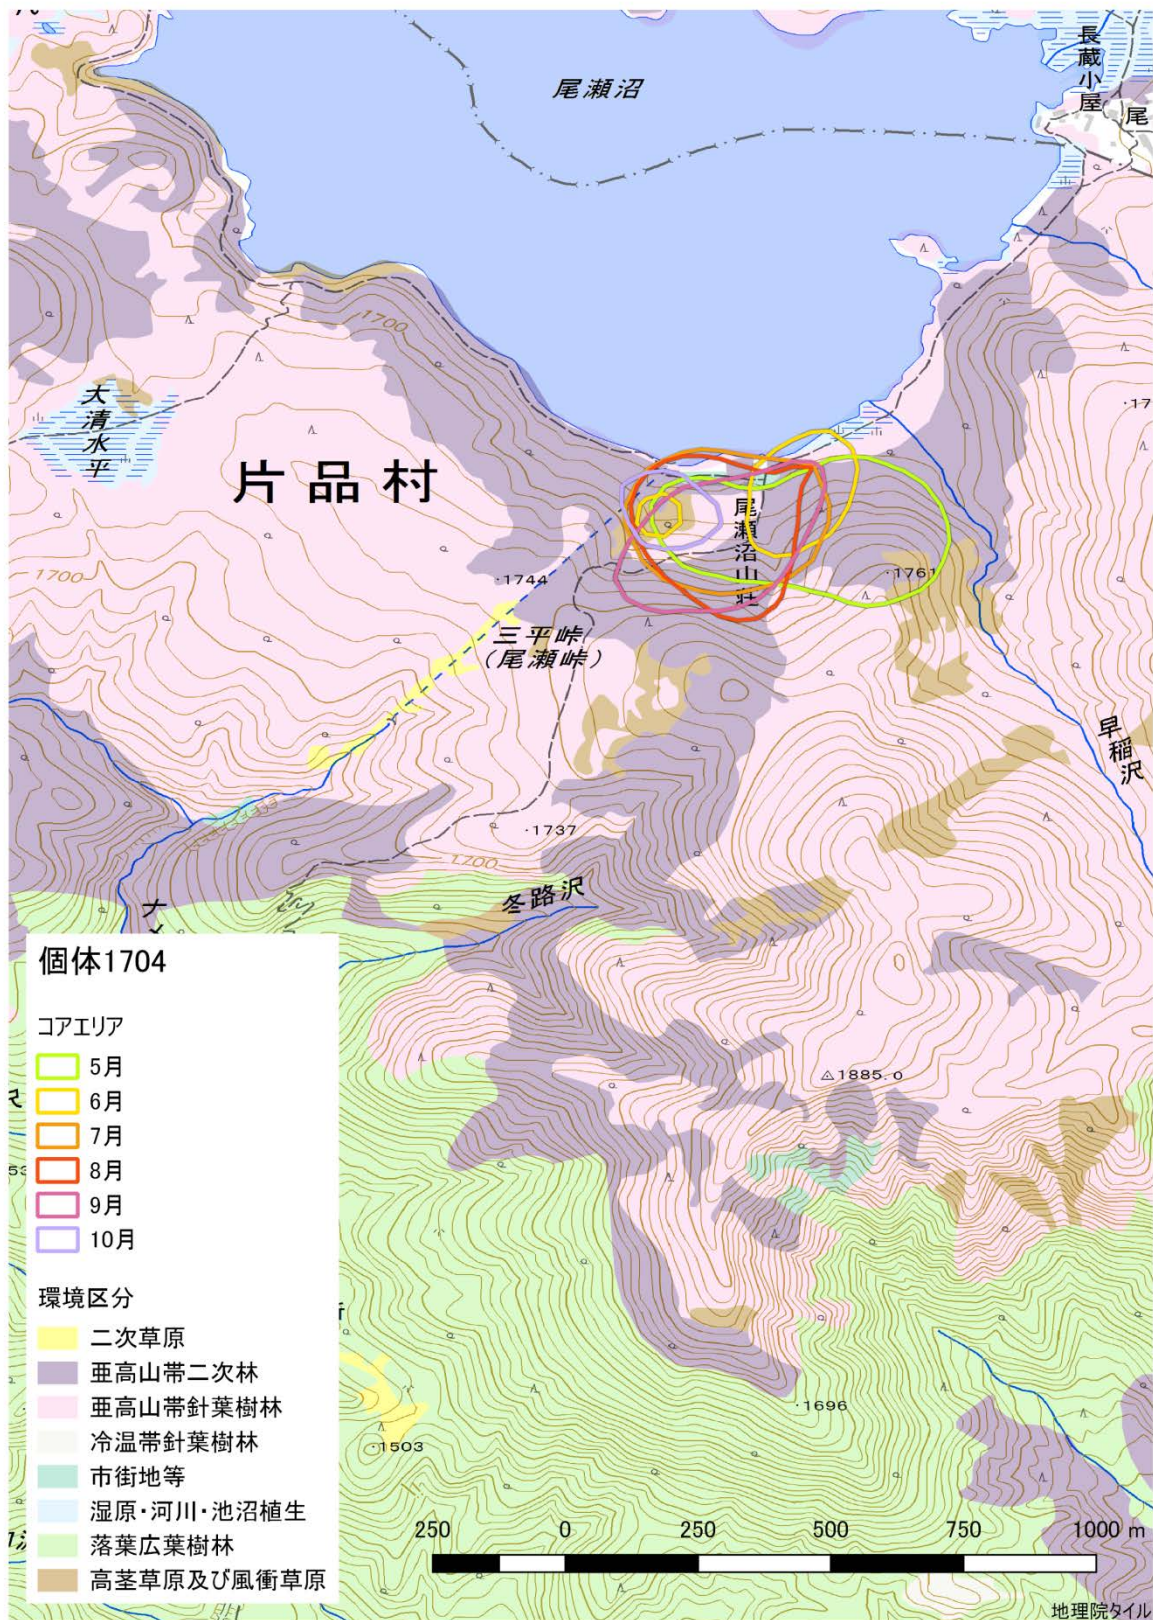 尾瀬沼
長蔵小屋
尾
1700
大清水平
片品村
尾瀬沼山荘
1700
・1744
・1761
三平峠
(尾瀬峠)
早稲沢
・1737
1700
冬路沢
個体1704
コアエリア
5月
6月
7月
8月
9月
10月
△1885.0
環境区分
二次草原
亜高山帯二次林
亜高山帯針葉樹林
冷温帯針葉樹林
市街地等
湿原・河川・池沼植生
落葉広葉樹林
高茎草原及び風衝草原
・1696
・1503
250 0 250 500 750 1000 m
地理院タイル